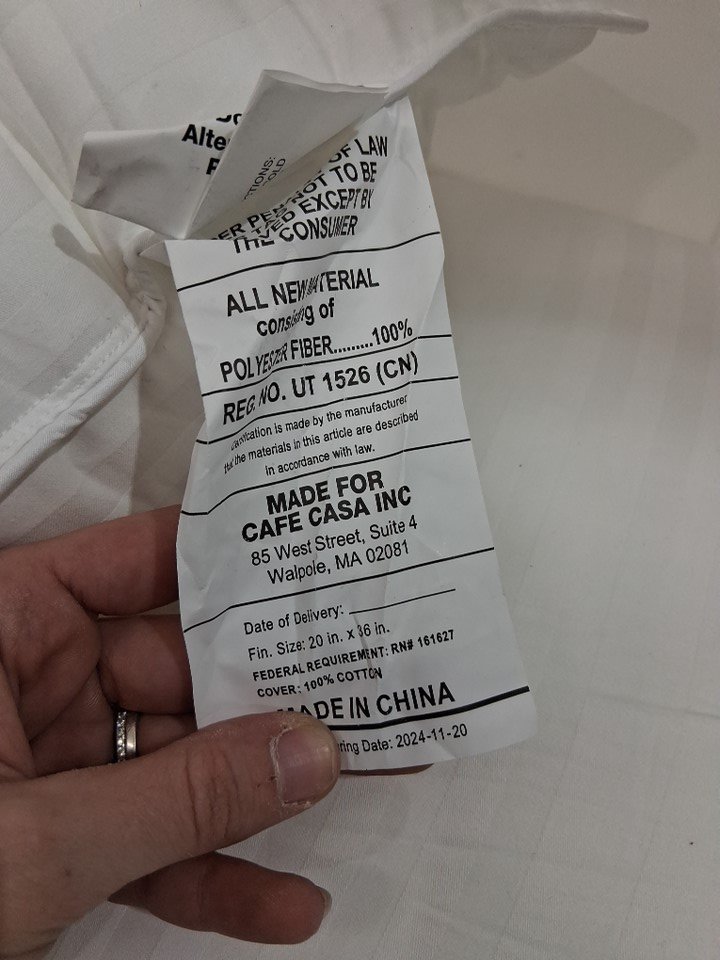 Alte
TIONS:
OLD
OF LAW
NOT TO BE
EXCEPT BY
THE CONSUMER
ALL NEW MATERIAL
consisting of
POLYESTER FIBER.........100%
REG. NO. UT 1526 (CN)
Certification is made by the manufacturer
that the materials in this article are described
in accordance with law.
MADE FOR
CAFE CASA INC
85 West Street, Suite 4
Walpole, MA 02081
Date of Delivery:
Fin. Size: 20 in. x 36 in.
FEDERAL REQUIREMENT: RN# 161627
COVER: 100% COTTON
MADE IN CHINA
ring Date: 2024-11-20